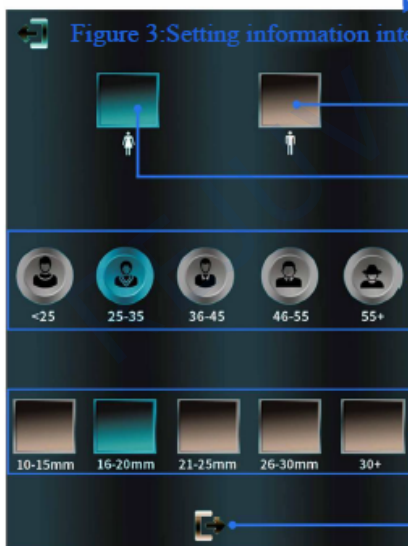 Figure 3:Setting information inte
<25 25-35 36-45 46-55 55+
10-15mm 16-20mm 21-25mm 26-30mm 30+